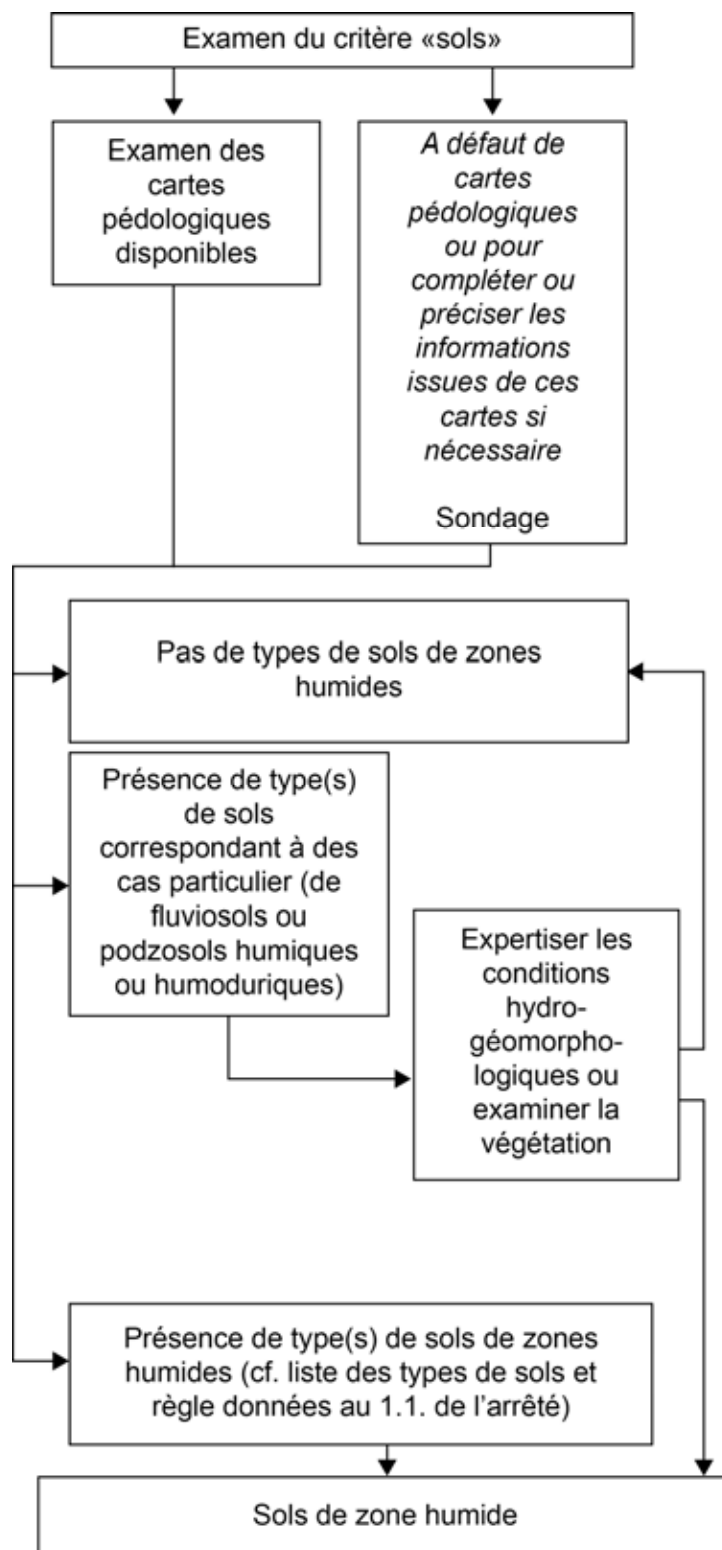 Examen du critère «sols»
Examen des
cartes
pédologiques
disponibles
A défaut de
cartes
pédologiques
ou pour
compléter ou
préciser les
informations
issues de ces
cartes si
nécessaire
Sondage
Pas de types de sols de zones
humides
Présence de type(s)
de sols
correspondant à des
cas particulier (de
fluviosols ou
podzosols humiques
ou humoduriques)
Expertiser les
conditions
hydro-
géomorpho-
logiques ou
examiner la
végétation
Présence de type(s) de sols de zones
humides (cf. liste des types de sols et
règle données au 1.1. de l’arrêté)
Sols de zone humide